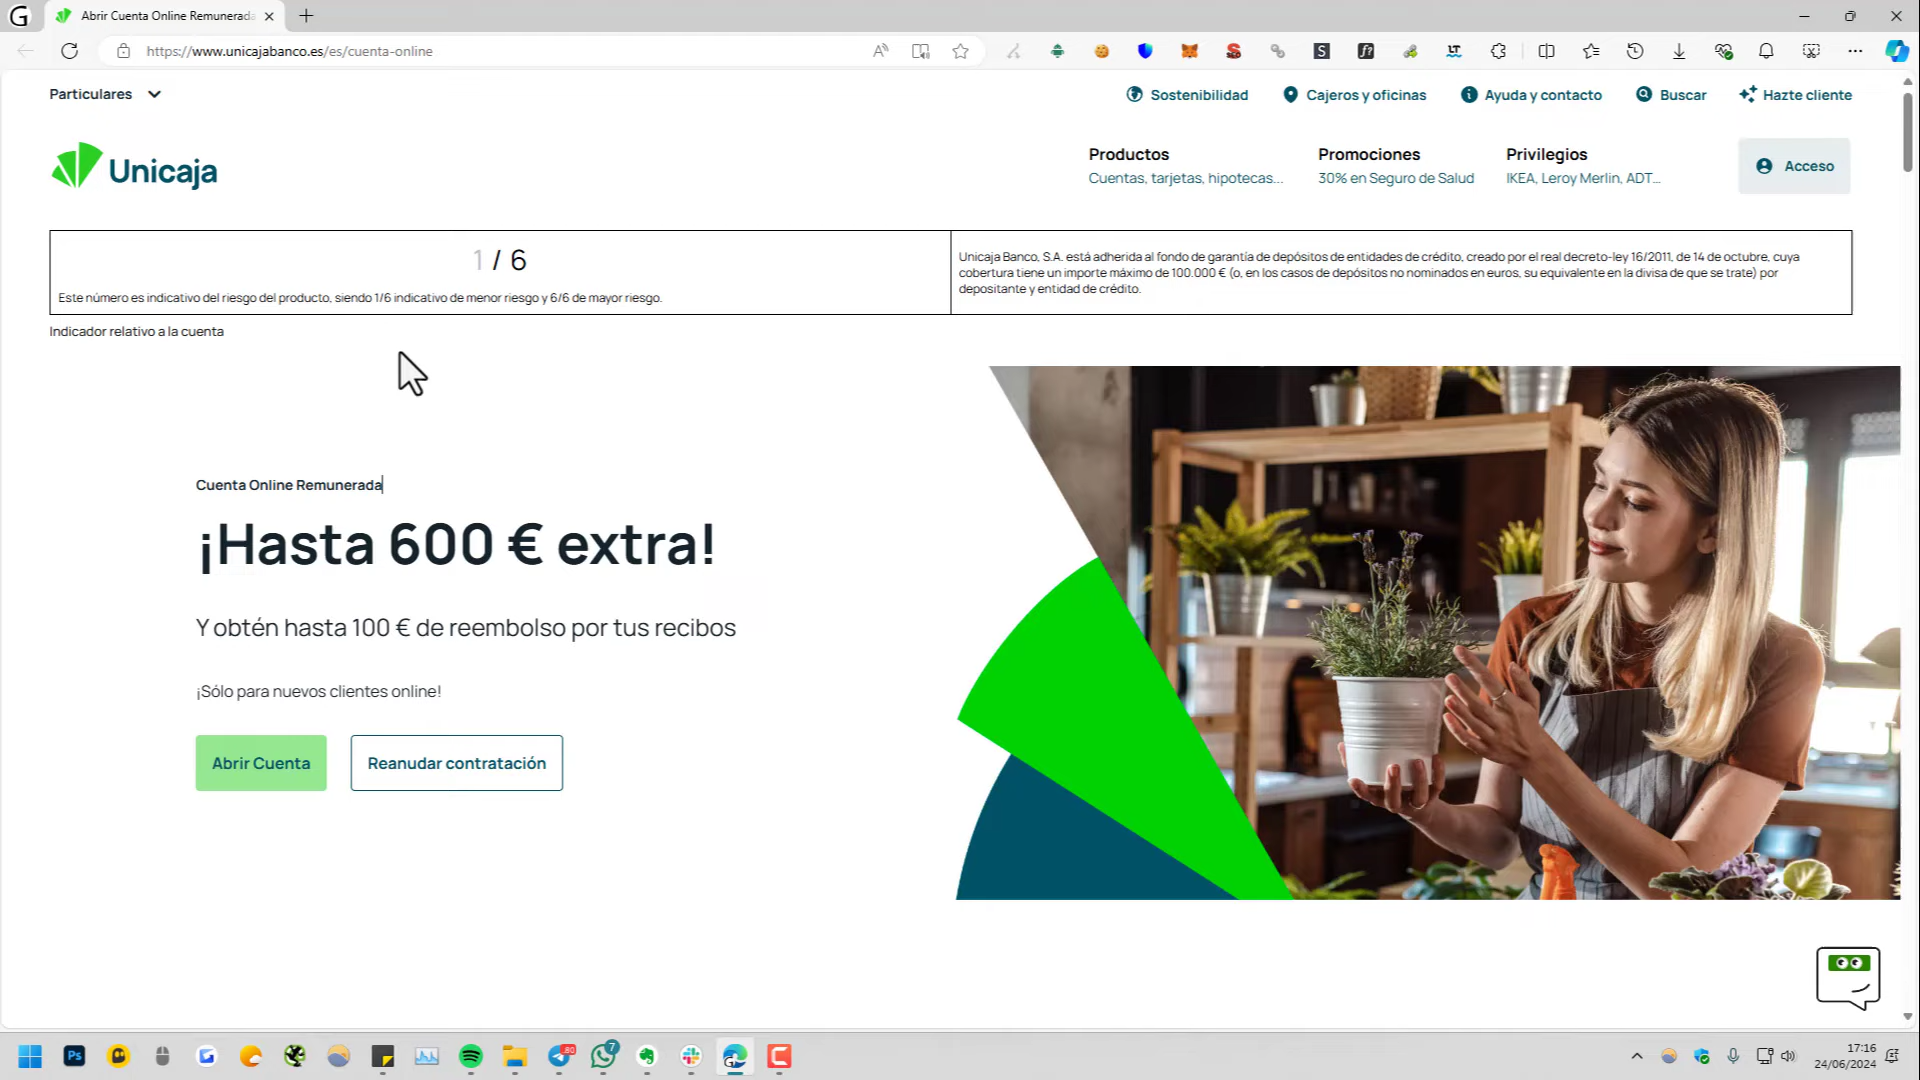 Abrir Cuenta Online Remunerada
https://www.unicajabanco.es/es/cuenta-online
Particulares
Sostenibilidad
Cajeros y oficinas
Ayuda y contacto
Buscar
Hazte cliente
Unicaja
Productos
Cuentas, tarjetas, hipotecas...
Promociones
30% en Seguro de Salud
Privilegios
IKEA, Leroy Merlin, ADT...
Acceso
1 / 6
Este número es indicativo del riesgo del producto, siendo 1/6 indicativo de menor riesgo y 6/6 de mayor riesgo.
Unicaja Banco, S.A. está adherida al fondo de garantía de depósitos de entidades de crédito, creado por el real decreto-ley 16/2011, de 14 de octubre, cuya
cobertura tiene un importe máximo de 100.000 € (o, en los casos de depósitos no nominados en euros, su equivalente en la divisa de que se trate) por
depositante y entidad de crédito.
Indicador relativo a la cuenta
Cuenta Online Remunerada
¡Hasta 600 € extra!
Y obtén hasta 100 € de reembolso por tus recibos
¡Sólo para nuevos clientes online!
Abrir Cuenta
Reanudar contratación
Ps
80
7
17:16
24/06/2024